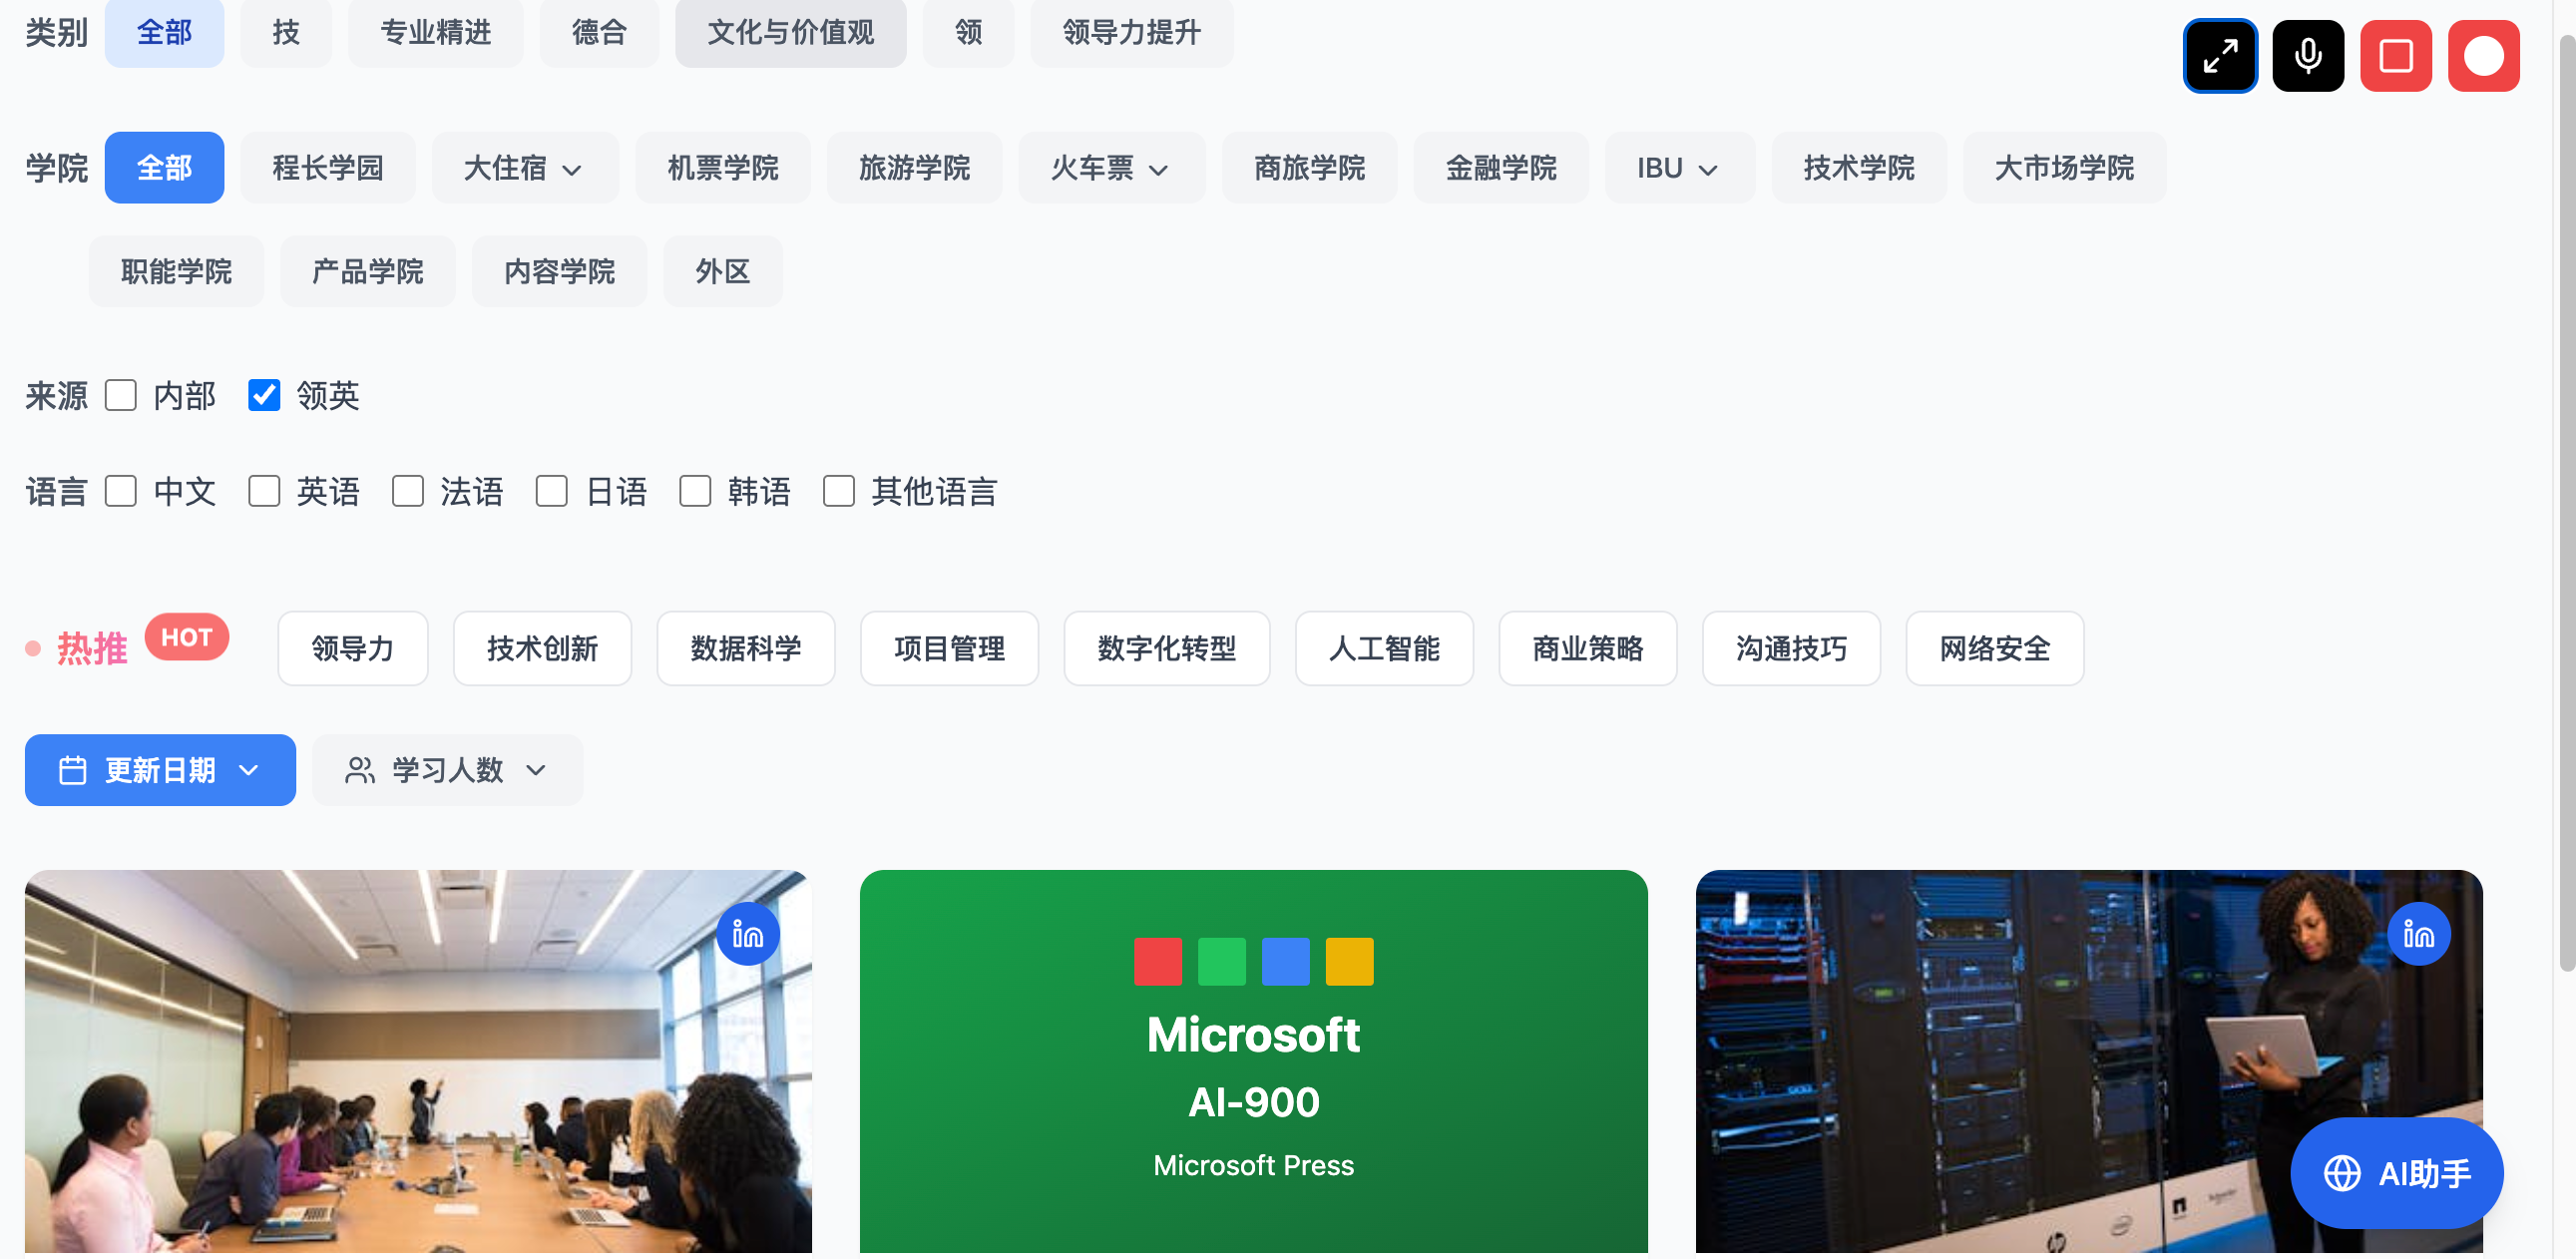 类别 全部 技 专业精进 德合 文化与价值观 领 领导力提升
学院 全部 程长学园 大住宿 机票学院 旅游学院 火车票 商旅学院 金融学院 IBU 技术学院 大市场学院
职能学院 产品学院 内容学院 外区
来源 内部 领英
语言 中文 英语 法语 日语 韩语 其他语言
热推 HOT 领导力 技术创新 数据科学 项目管理 数字化转型 人工智能 商业策略 沟通技巧 网络安全
更新日期 学习人数
in
in
Microsoft
AI-900
Microsoft Press
AI助手
hp
intel